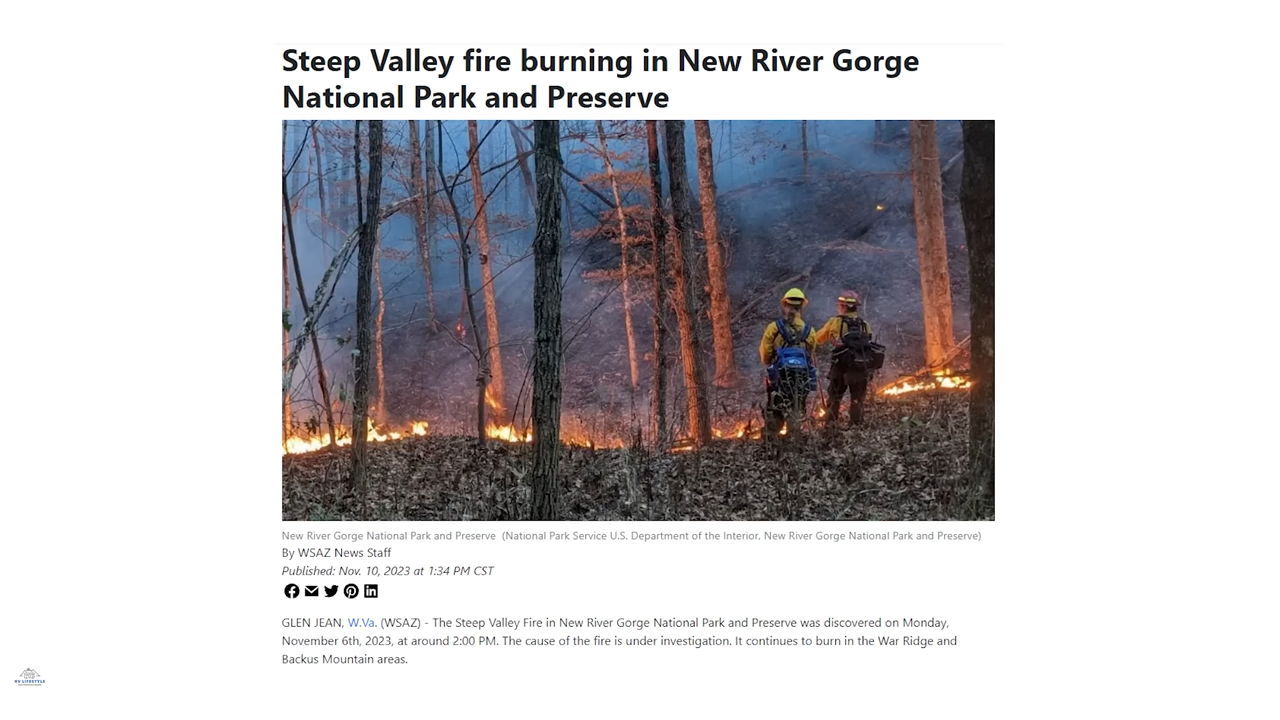 Steep Valley fire burning in New River Gorge
National Park and Preserve
New River Gorge National Park and Preserve (National Park Service U.S. Department of the Interior, New River Gorge National Park and Preserve)
By WSAZ News Staff
Published: Nov. 10, 2023 at 1:34 PM CST
GLEN JEAN, W.Va. (WSAZ) - The Steep Valley Fire in New River Gorge National Park and Preserve was discovered on Monday,
November 6th, 2023, at around 2:00 PM. The cause of the fire is under investigation. It continues to burn in the War Ridge and
Backus Mountain areas.
RV LIFESTYLE